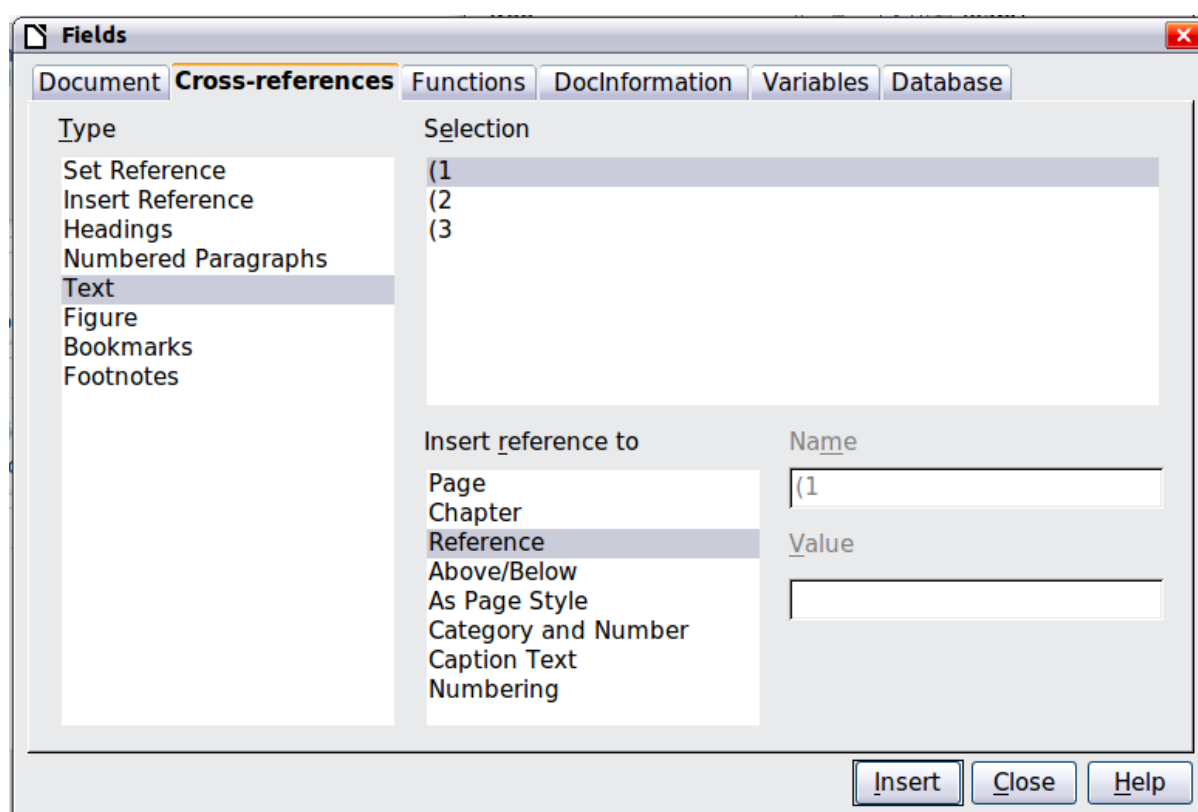 Fields
Document Cross-references Functions DocInformation Variables Database
Type
Set Reference
Insert Reference
Headings
Numbered Paragraphs
Text
Figure
Bookmarks
Footnotes
Selection
(1
(2
(3
Insert reference to
Page
Chapter
Reference
Above/Below
As Page Style
Category and Number
Caption Text
Numbering
Name
(1
Value
Insert Close Help